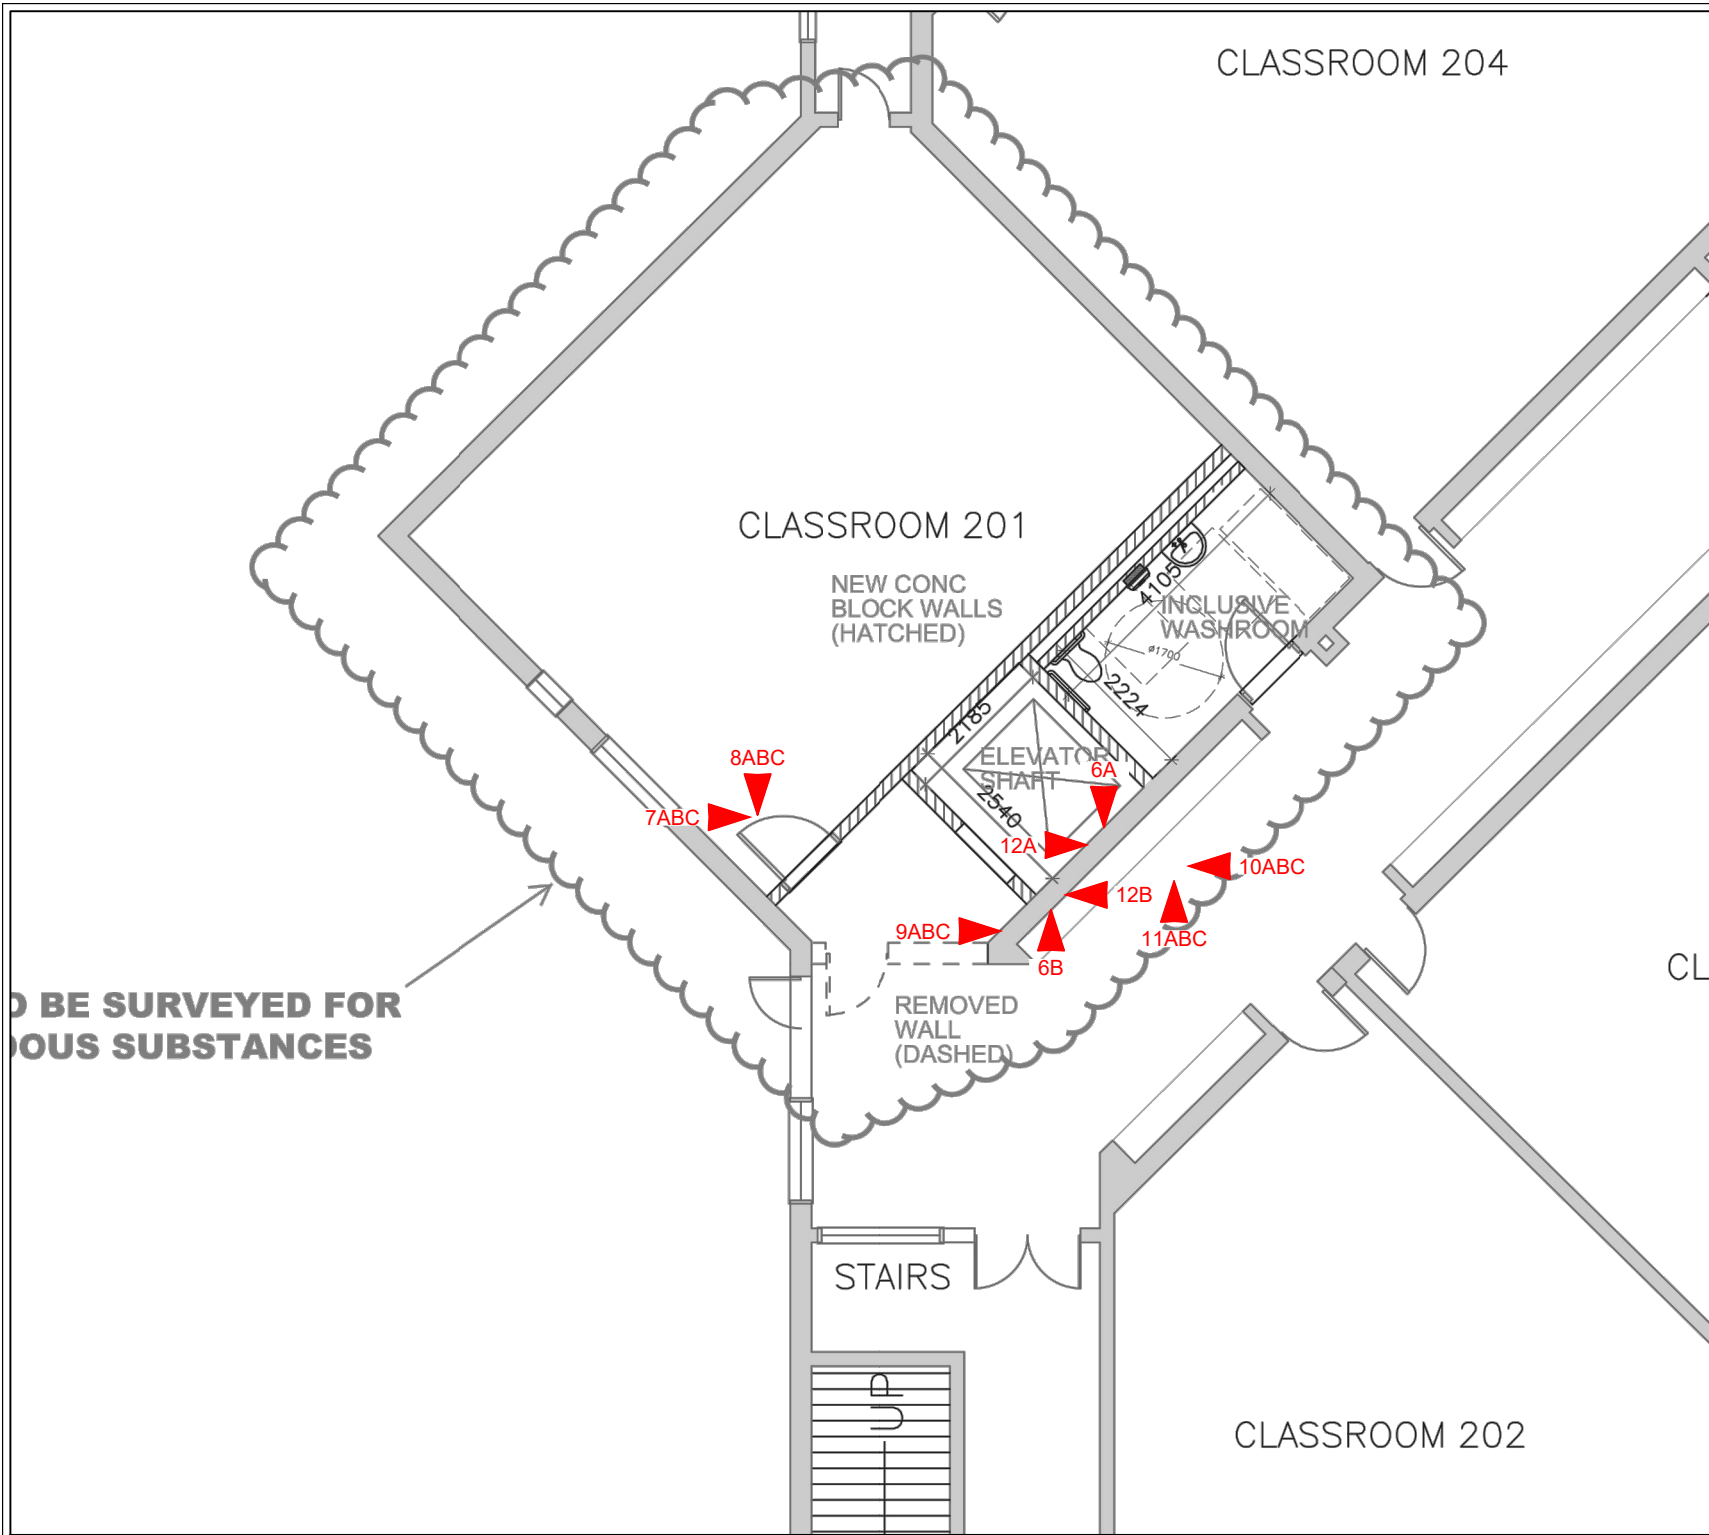 CLASSROOM 204
CLASSROOM 201
NEW CONC
BLOCK WALLS
(HATCHED)
4105
INCLUSIVE
WASHROOM
ø1700
2224
2185
ELEVATOR
SHAFT
2540
6A
8ABC
7ABC
12A
10ABC
12B
9ABC
11ABC
6B
CL
O BE SURVEYED FOR
OUS SUBSTANCES
REMOVED
WALL
(DASHED)
STAIRS
UP
CLASSROOM 202